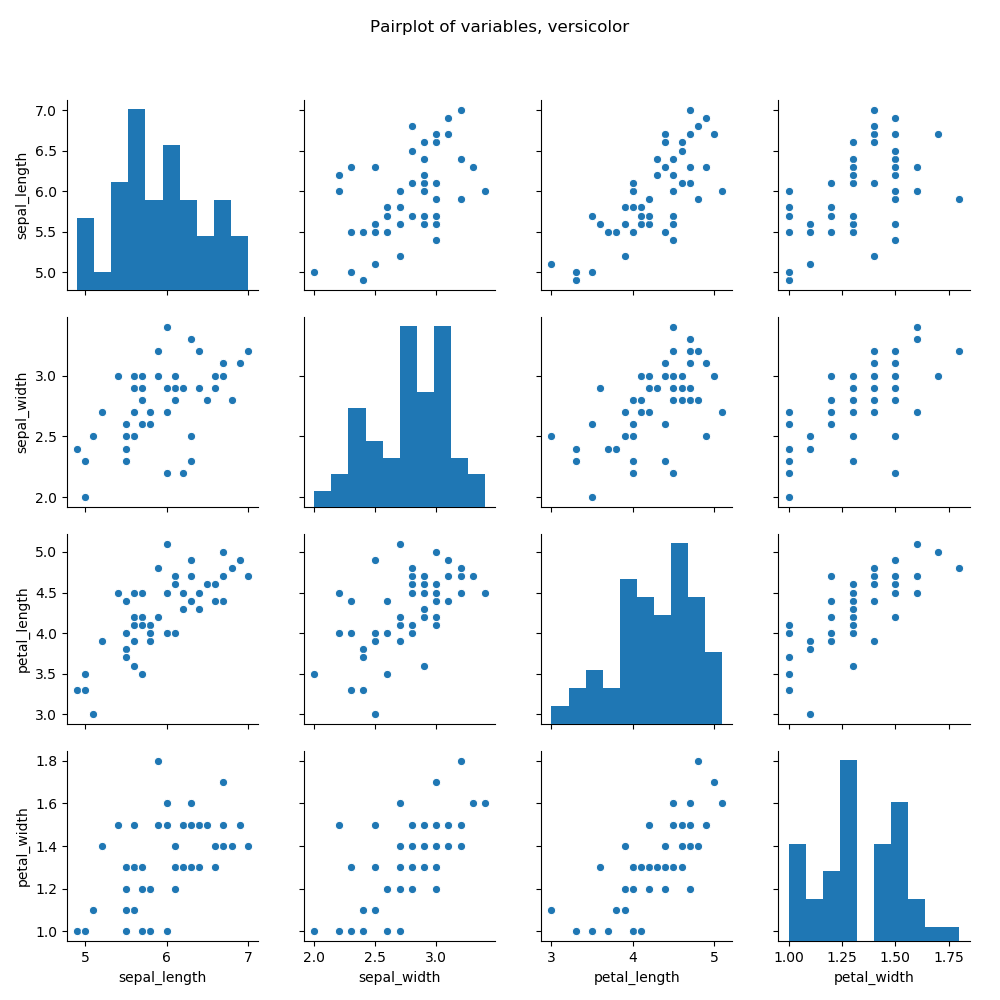 Pairplot of variables, versicolor
7.0
6.5
6.0
5.5
5.0
sepal_length
3.0
2.5
2.0
sepal_width
5.0
4.5
4.0
3.5
3.0
petal_length
1.8
1.6
1.4
1.2
1.0
petal_width
5 6 7
sepal_length
2.0 2.5 3.0
sepal_width
3 4 5
petal_length
1.00 1.25 1.50 1.75
petal_width